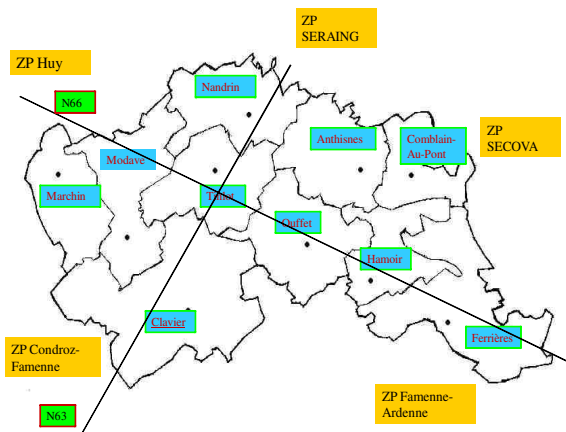 ZP
SERAING
ZP Huy
N66
Nandrin
Anthisnes
Comblain-
Au-Pont
ZP
SECOVA
Modave
Marchin
Tinlot
Ouffet
Hamoir
Clavier
Ferrières
ZP Condroz-
Famenne
ZP Famenne-
Ardenne
N63